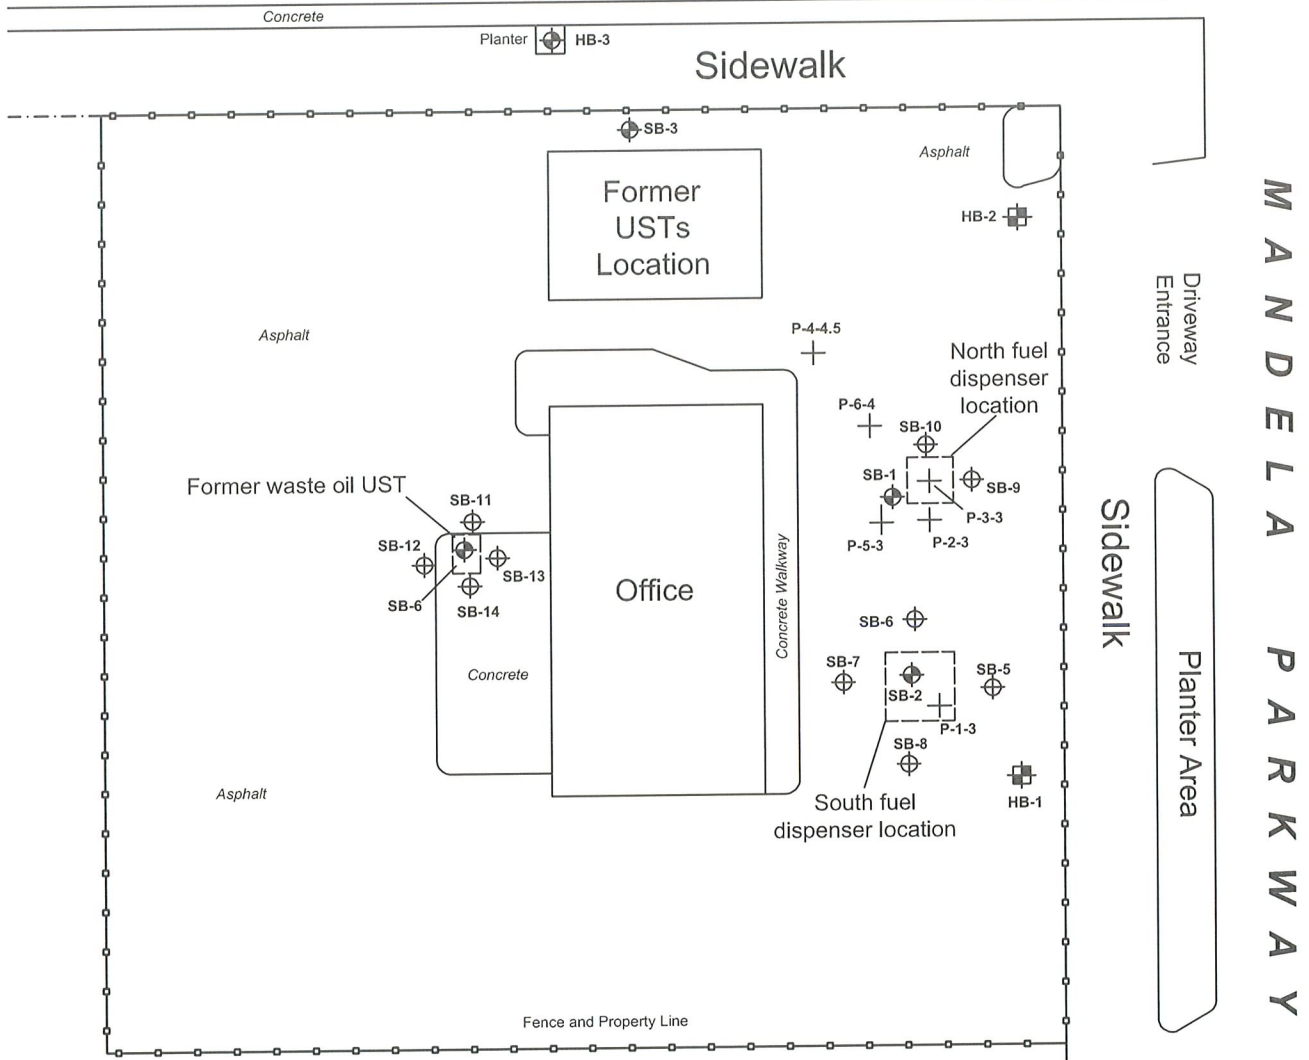 Concrete
Planter
HB-3
Sidewalk
SB-3
Asphalt
Former
USTs
Location
HB-2
MANDELA PARKWAY
Driveway
Entrance
Asphalt
P-4-4.5
North fuel
dispenser
location
P-6-4
SB-10
SB-1
SB-9
P-3-3
P-5-3
P-2-3
Former waste oil UST
SB-11
SB-12
SB-13
SB-6
SB-14
Office
Concrete Walkway
Sidewalk
SB-6
SB-7
SB-5
SB-2
P-1-3
SB-8
Concrete
Planter Area
HB-1
Asphalt
South fuel
dispenser location
Fence and Property Line